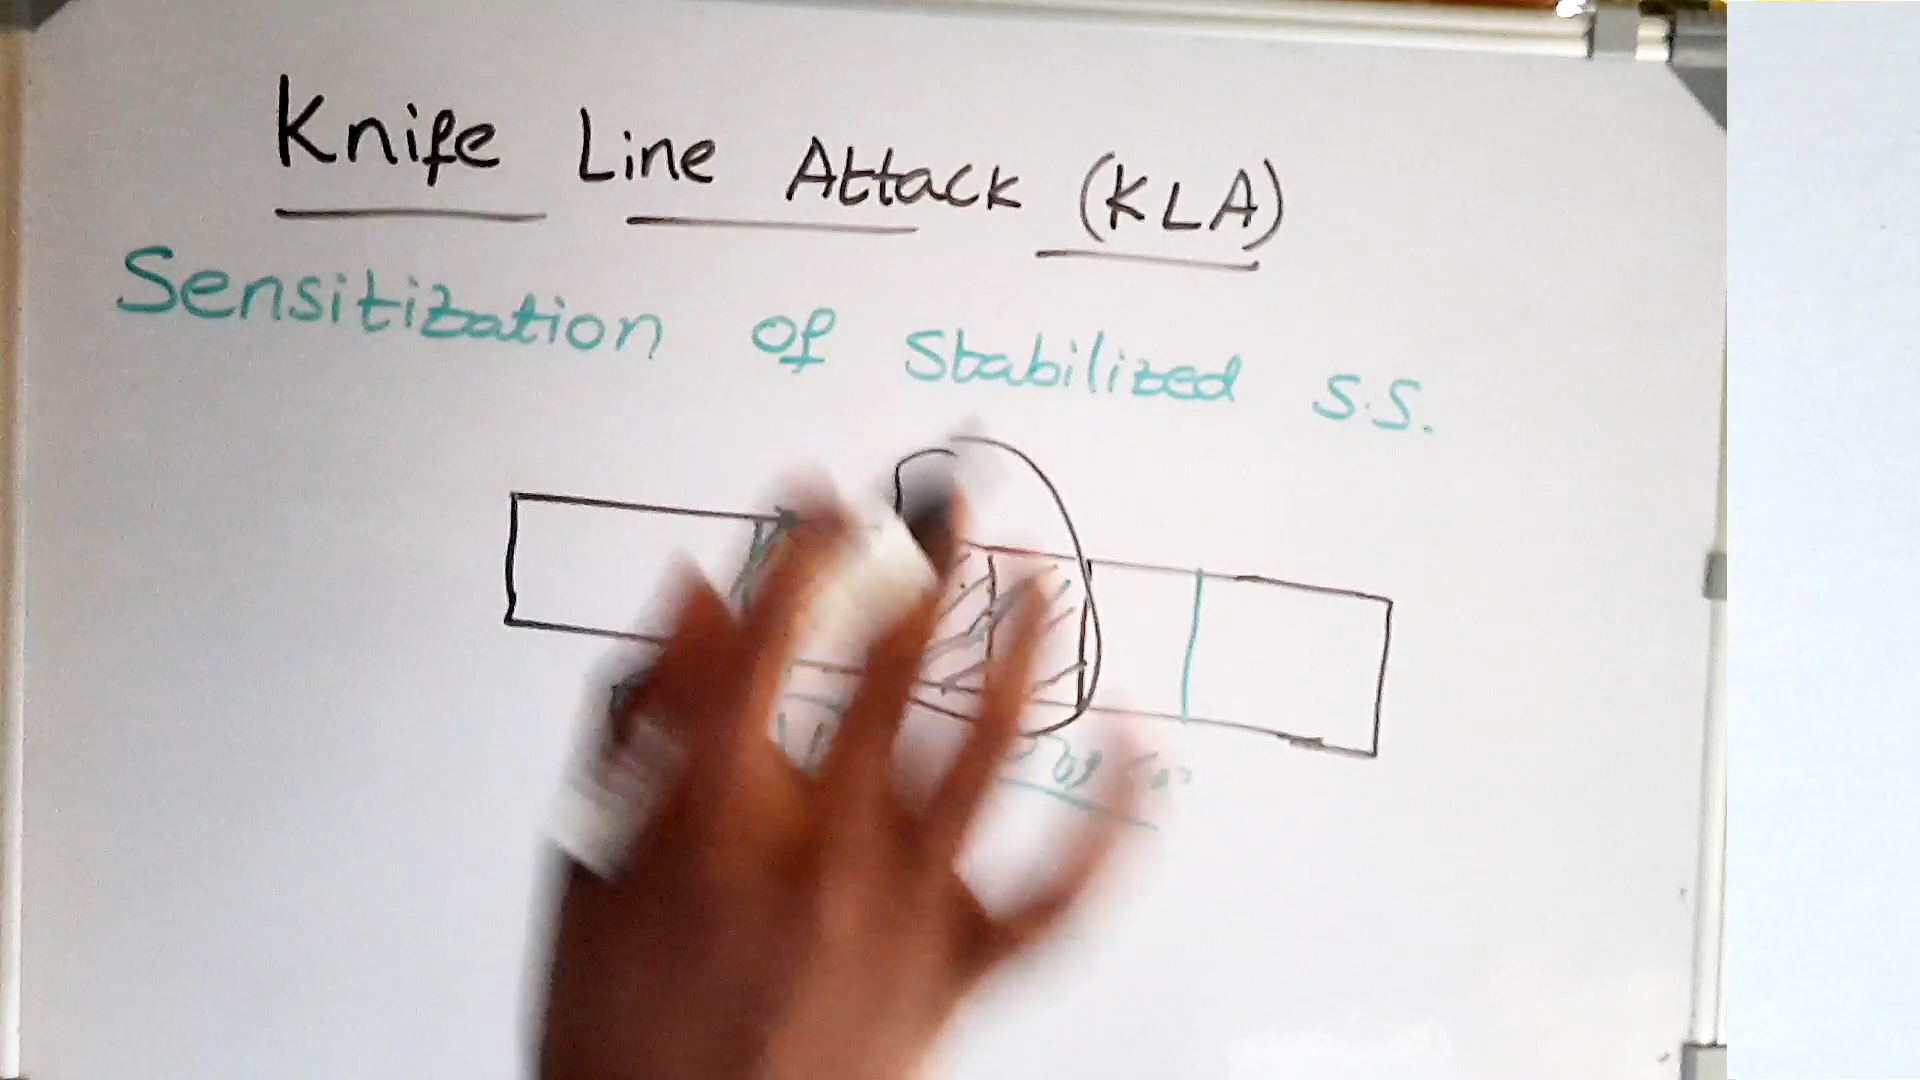 Knife Line Attack (KLA)
Sensitization of Stabilized S.S.